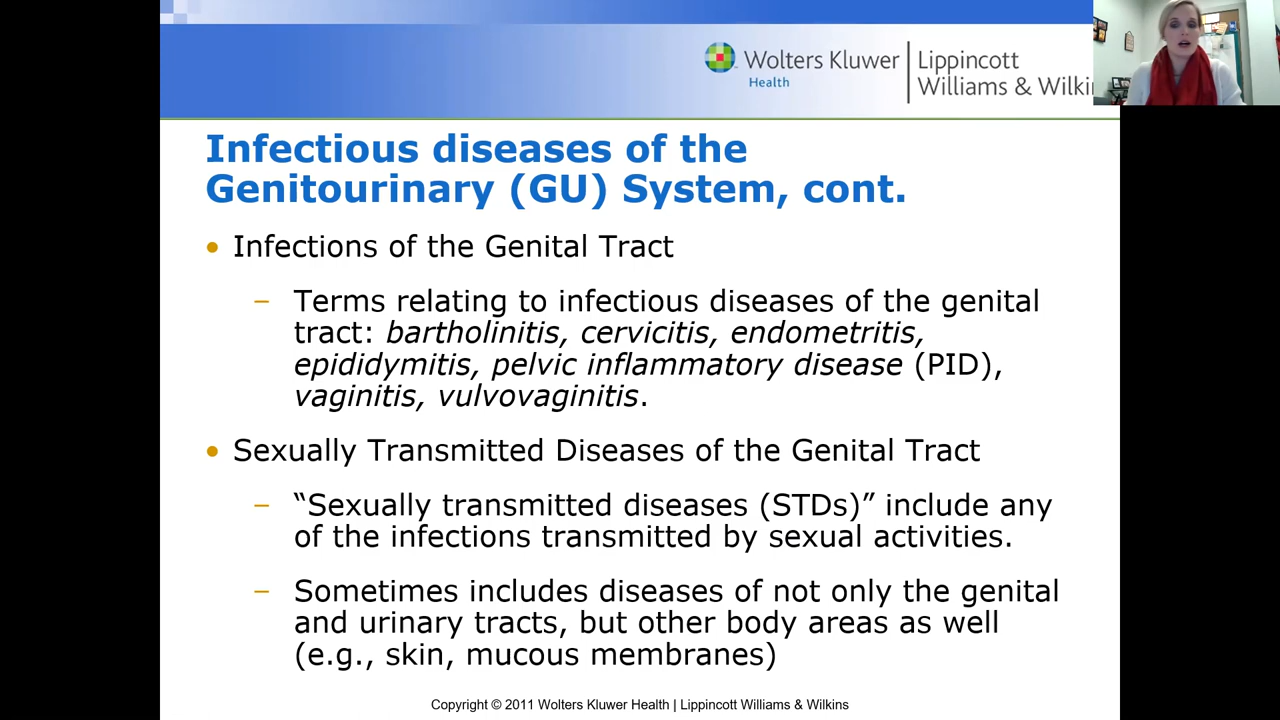 Wolters Kluwer
Health
Lippincott
Williams & Wilki
Infectious diseases of the
Genitourinary (GU) System, cont.
• Infections of the Genital Tract
– Terms relating to infectious diseases of the genital
tract: bartholinitis, cervicitis, endometritis,
epididymitis, pelvic inflammatory disease (PID),
vaginitis, vulvovaginitis.
• Sexually Transmitted Diseases of the Genital Tract
– “Sexually transmitted diseases (STDs)” include any
of the infections transmitted by sexual activities.
– Sometimes includes diseases of not only the genital
and urinary tracts, but other body areas as well
(e.g., skin, mucous membranes)
Copyright © 2011 Wolters Kluwer Health | Lippincott Williams & Wilkins